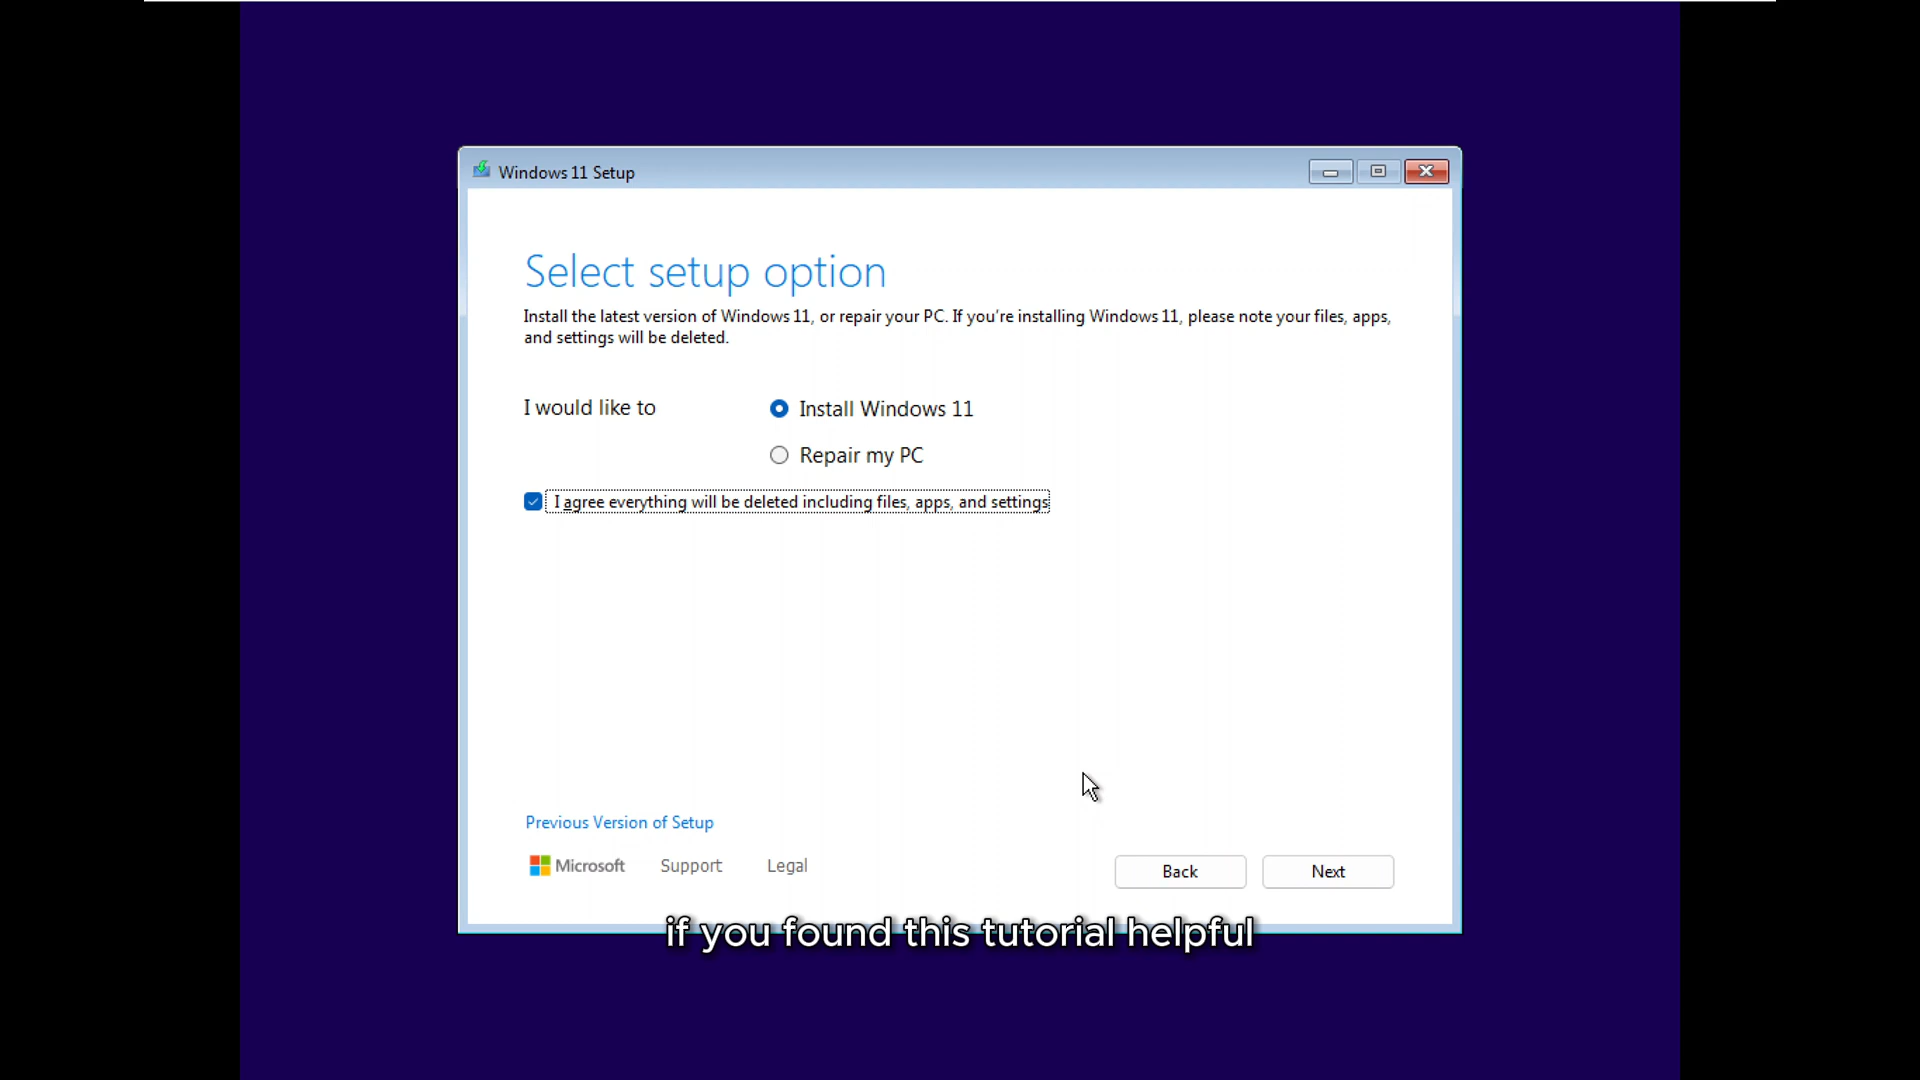 Windows 11 Setup
Select setup option
Install the latest version of Windows 11, or repair your PC. If you're installing Windows 11, please note your files, apps,
and settings will be deleted.
I would like to
Install Windows 11
Repair my PC
I agree everything will be deleted including files, apps, and settings
Previous Version of Setup
Microsoft Support Legal
Back Next
if you found this tutorial helpful